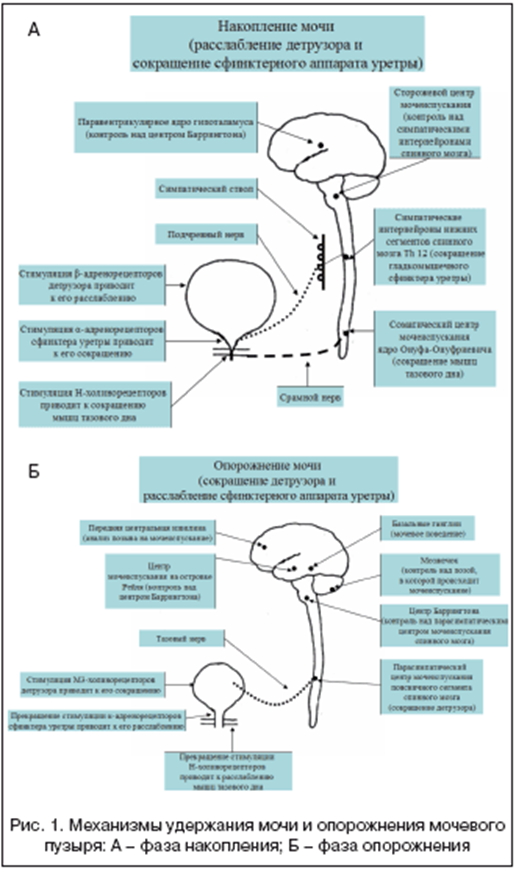 А
Накопление мочи
(расслабление детрузора и
сокращение сфинктерного аппарата уретры)
Паравентрикулярное ядро гипоталамуса
(контроль над центром Баррингтона)
Сторожевой центр
мочеиспускания
(контроль над
симпатическими
интернейронами
спинного мозга)
Симпатический ствол
Подчревный нерв
Симпатические
интернейроны нижних
сегментов спинного
мозга Th 12 (сокращение
гладкомышечного
сфинктера уретры)
Стимуляция β-адренорецепторов
детрузора приводит
к его расслаблению
Стимуляция α-адренорецепторов
сфинктера уретры приводит
к его сокращению
Соматический центр
мочеиспускания
ядро Онуфа-Онуфриевича
(сокращение мышц
тазового дна)
Стимуляция Н-холинорецепторов
приводит к сокращению
мышц тазового дна
Срамной нерв
Б
Опорожнение мочи
(сокращение детрузора и
расслабление сфинктерного аппарата уретры)
Передняя центральная извилина
(анализ позыва на мочеиспускание)
Базальные ганглии
(мочевое поведение)
Центр
мочеиспускания на островке
Рейля (контроль над
центром Баррингтона)
Мозжечок
(контроль над позой,
в которой происходит
мочеиспускание)
Центр Баррингтона
(контроль над парасимпатическим
центром мочеиспускания
спинного мозга)
Тазовый нерв
Стимуляция М3-холинорецепторов
детрузора приводит к его сокращению
Парасимпатический
центр мочеиспускания
поясничного сегмента
спинного мозга
(сокращение детрузора)
Прекращение стимуляции α-адренорецепторов
сфинктера уретры приводит к его расслаблению
Прекращение стимуляции
Н-холинорецепторов
приводит к расслаблению
мышц тазового дна
Рис. 1. Механизмы удержания мочи и опорожнения мочевого
пузыря: А – фаза накопления; Б – фаза опорожнения